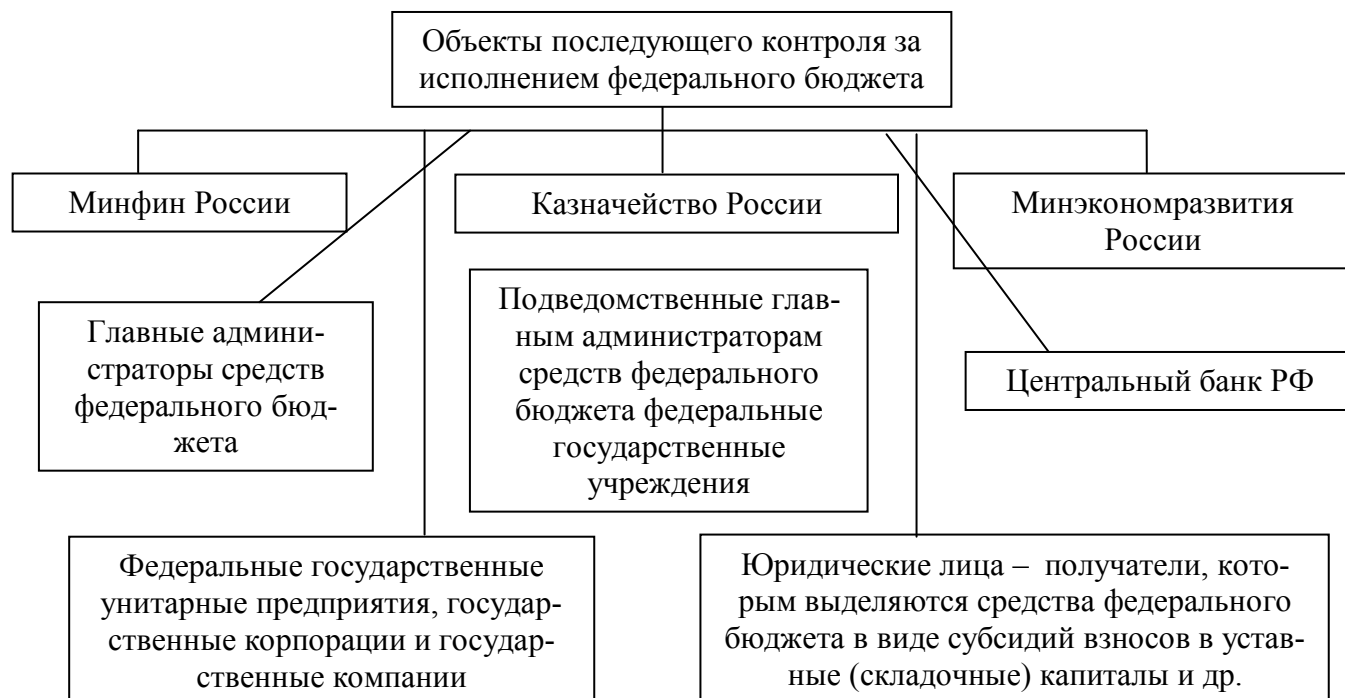 Объекты последующего контроля за
исполнением федерального бюджета
Минфин России
Казначейство России
Минэкономразвития
России
Главные админи-
страторы средств
федерального бюд-
жета
Подведомственные глав-
ным администраторам
средств федерального
бюджета федеральные
государственные
учреждения
Центральный банк РФ
Федеральные государственные
унитарные предприятия, государ-
ственные корпорации и государ-
ственные компании
Юридические лица – получатели, кото-
рым выделяются средства федерального
бюджета в виде субсидий взносов в устав-
ные (складочные) капиталы и др.